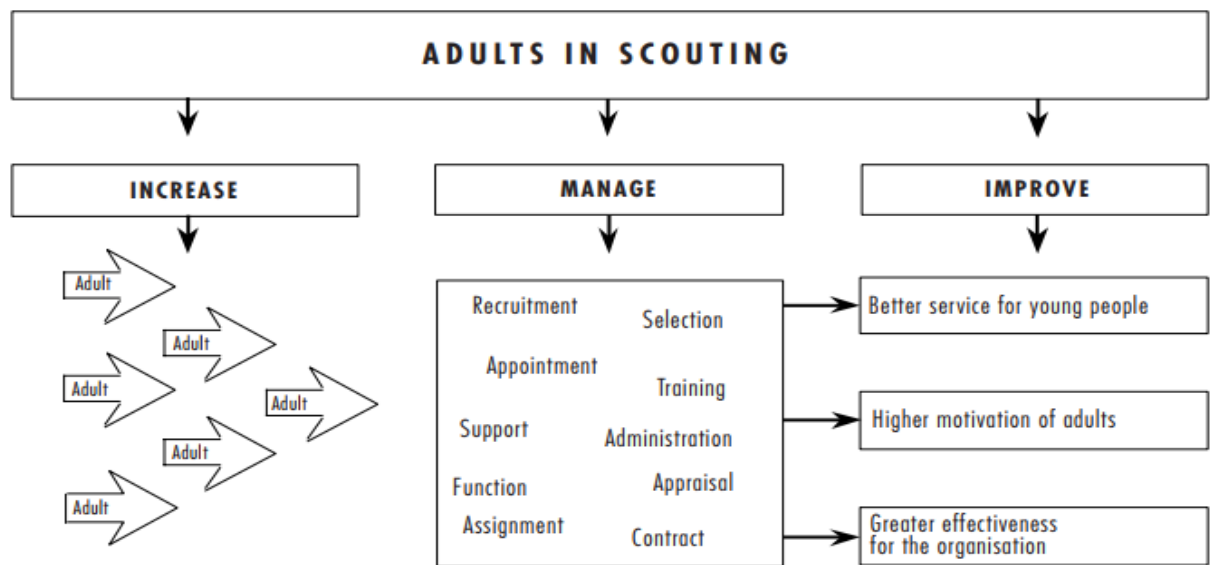 ADULTS IN SCOUTING
INCREASE
MANAGE
IMPROVE
Adult
Adult
Adult
Adult
Adult
Adult
Recruitment
Selection
Appointment
Training
Support
Administration
Function
Appraisal
Assignment
Contract
Better service for young people
Higher motivation of adults
Greater effectiveness
for the organisation